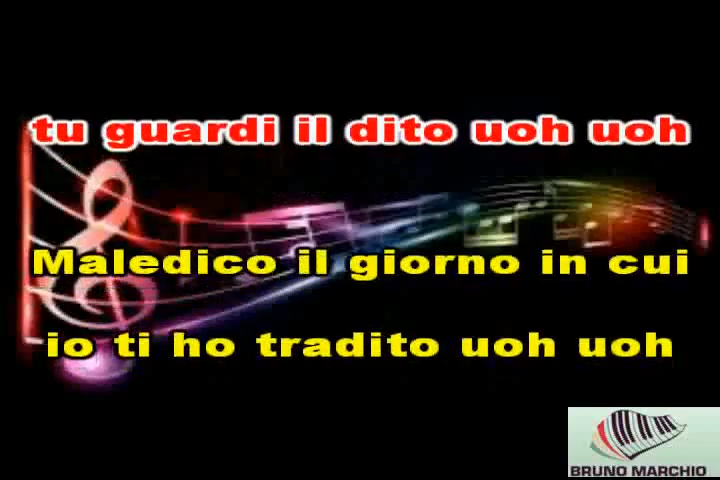 tu guardi il dito uoh uoh
Maledico il giorno in cui
io ti ho tradito uoh uoh
BRUNO MARCHIO